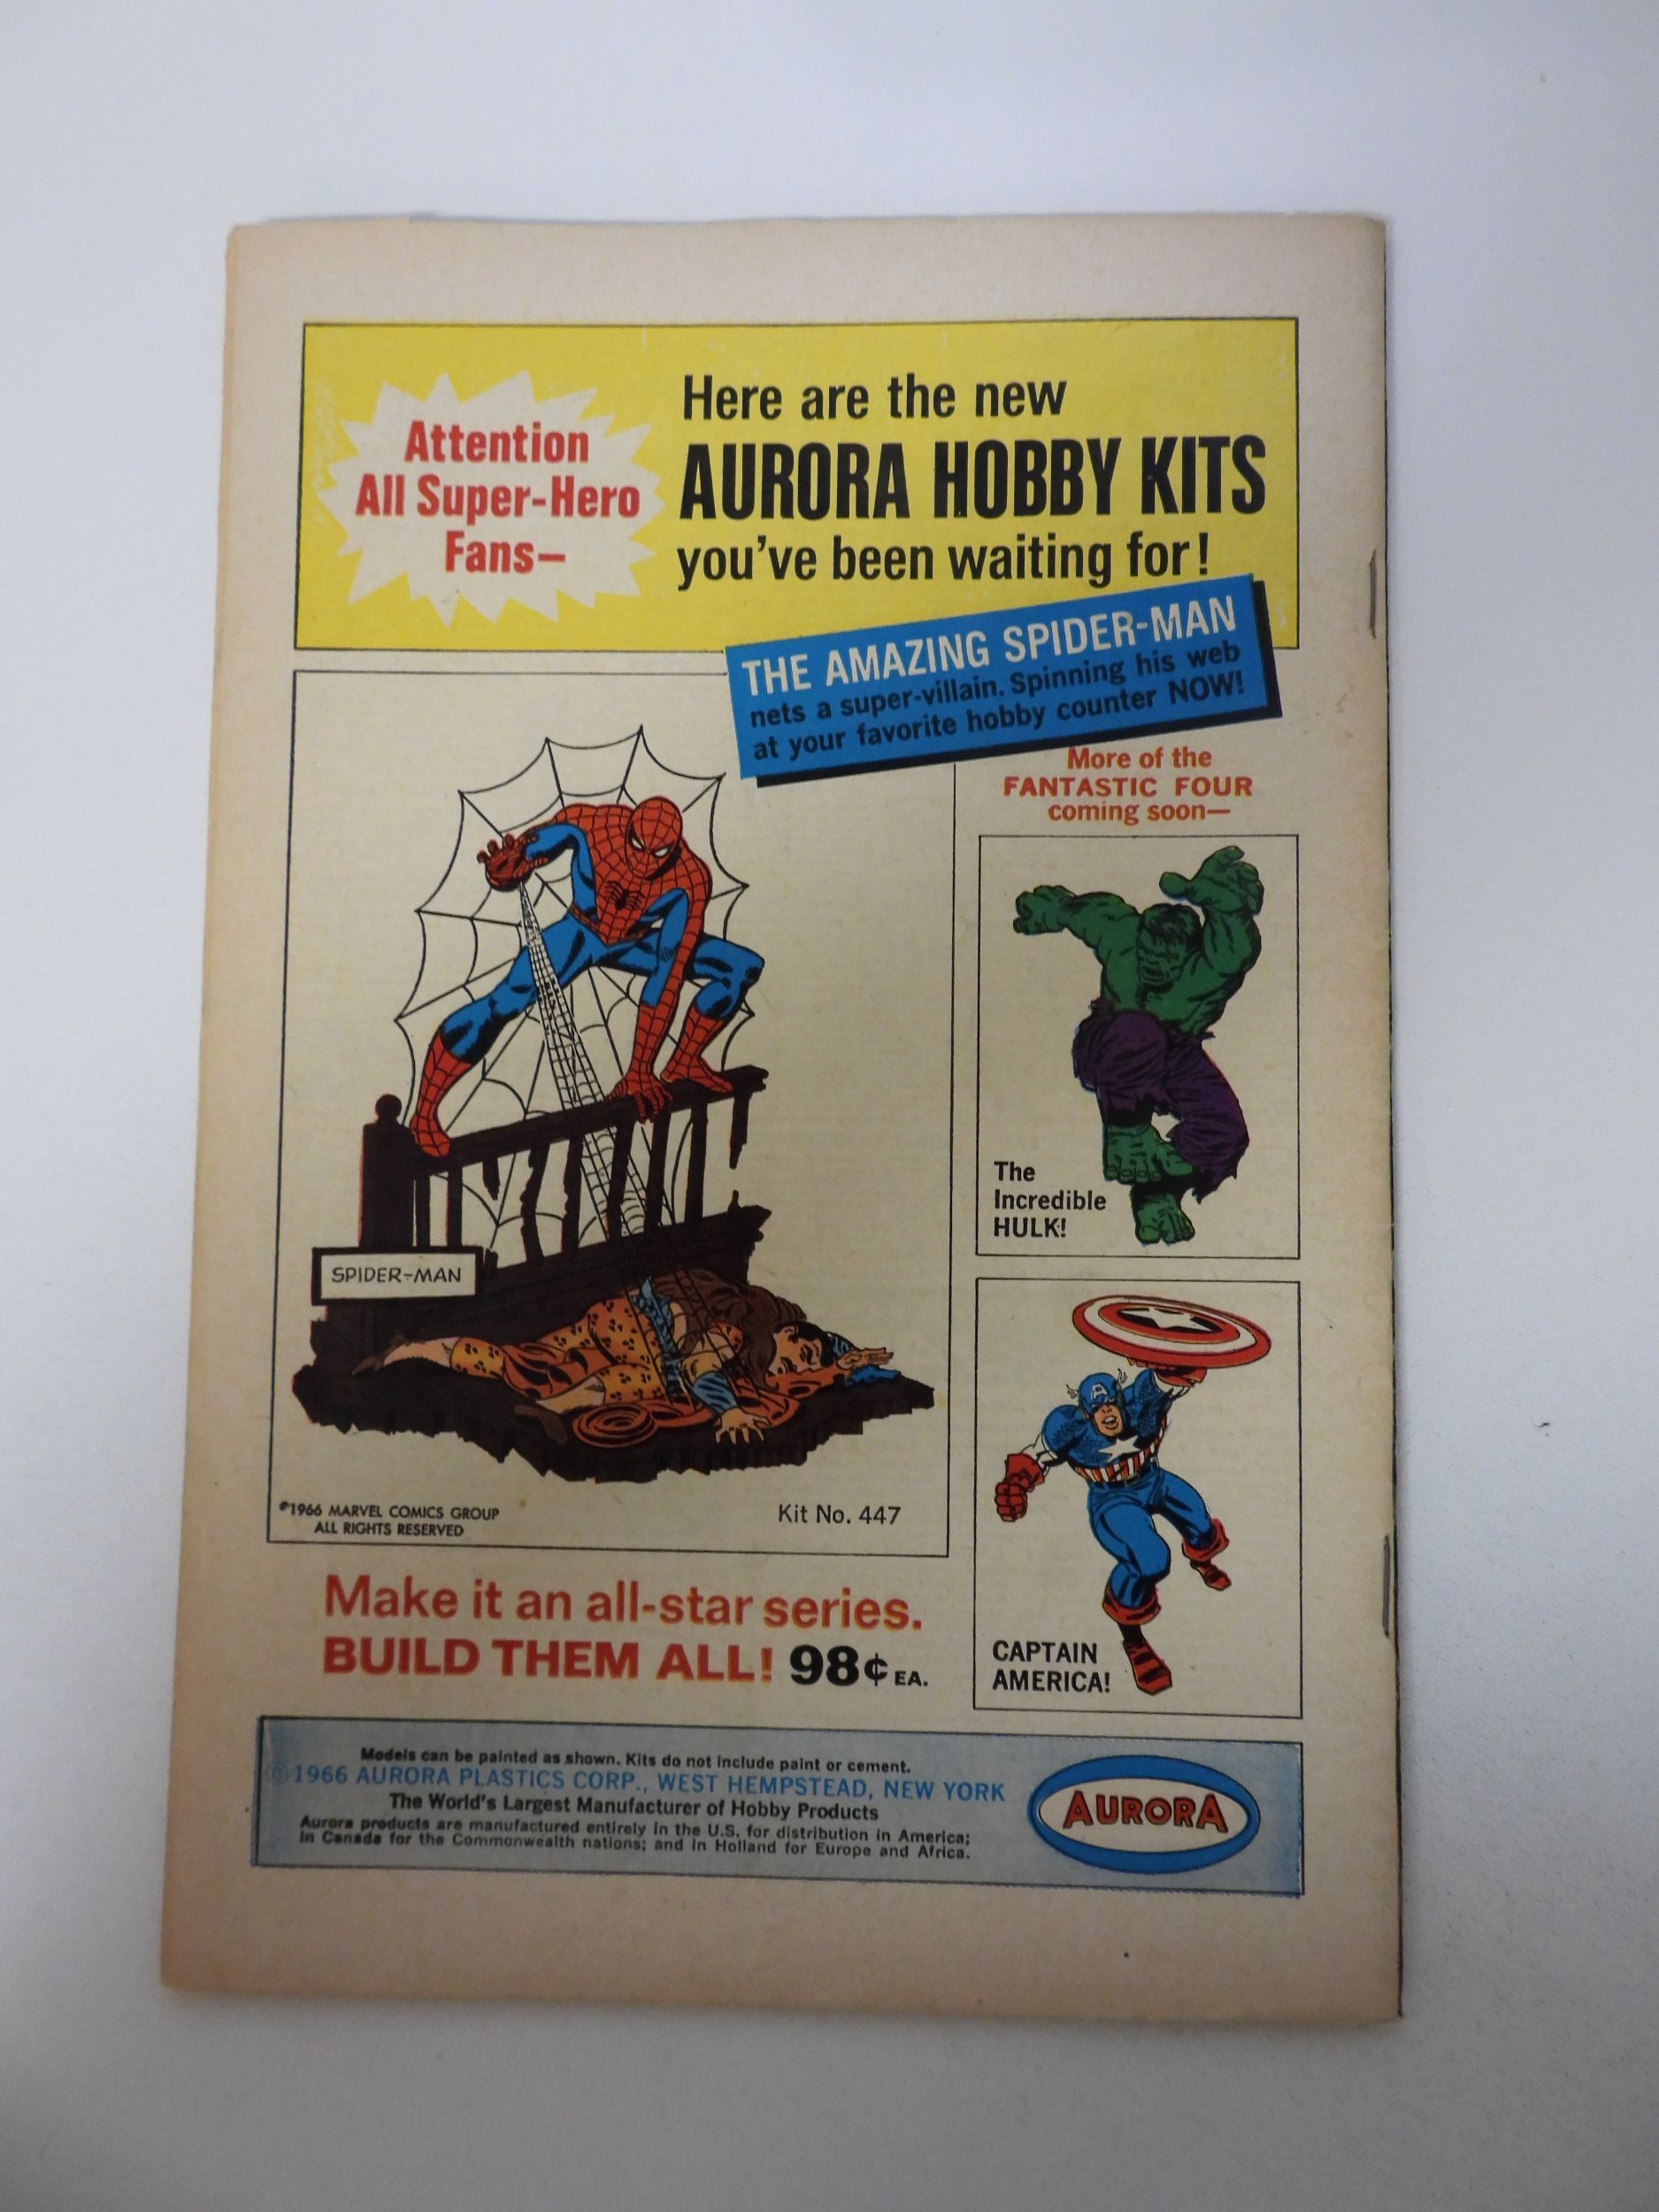 Attention
All Super-Hero
Fans—
Here are the new
AURORA HOBBY KITS
you've been waiting for!
THE AMAZING SPIDER-MAN
nets a super-villain. Spinning his web
at your favorite hobby counter NOW!
More of the
FANTASTIC FOUR
coming soon—
The
Incredible
HULK!
SPIDER-MAN
©1966 MARVEL COMICS GROUP
ALL RIGHTS RESERVED
Kit No. 447
CAPTAIN
AMERICA!
Make it an all-star series.
BUILD THEM ALL! 98¢ EA.
Models can be painted as shown. Kits do not include paint or cement.
©1966 AURORA PLASTICS CORP., WEST HEMPSTEAD, NEW YORK
The World's Largest Manufacturer of Hobby Products
Aurora products are manufactured entirely in the U.S. for distribution in America;
in Canada for the Commonwealth nations; and in Holland for Europe and Africa.
AURORA